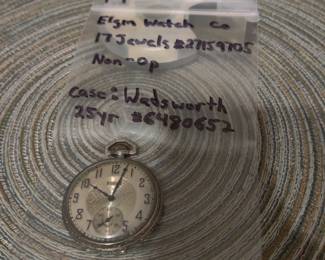 Elgin Watch Co
17 Jewels #27159705
Non-Op
Case: Wadsworth
25yr #6480652